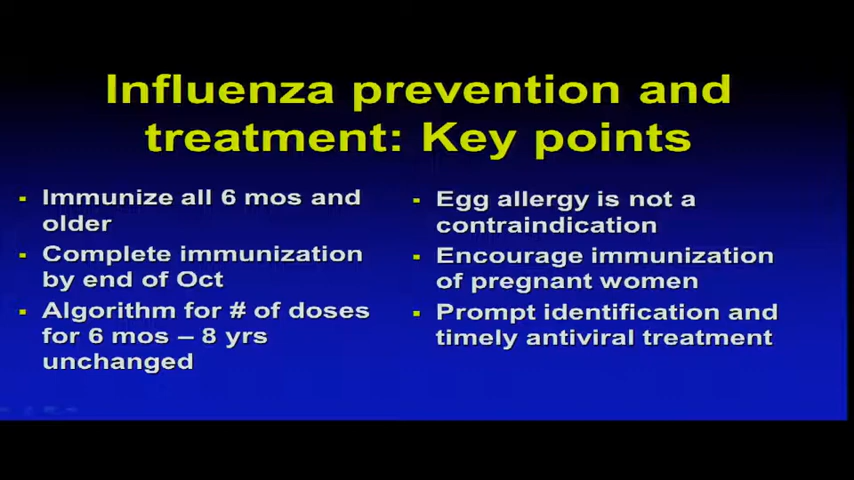 Influenza prevention and
treatment: Key points
▪ Immunize all 6 mos and
older
▪ Complete immunization
by end of Oct
▪ Algorithm for # of doses
for 6 mos – 8 yrs
unchanged
▪ Egg allergy is not a
contraindication
▪ Encourage immunization
of pregnant women
▪ Prompt identification and
timely antiviral treatment